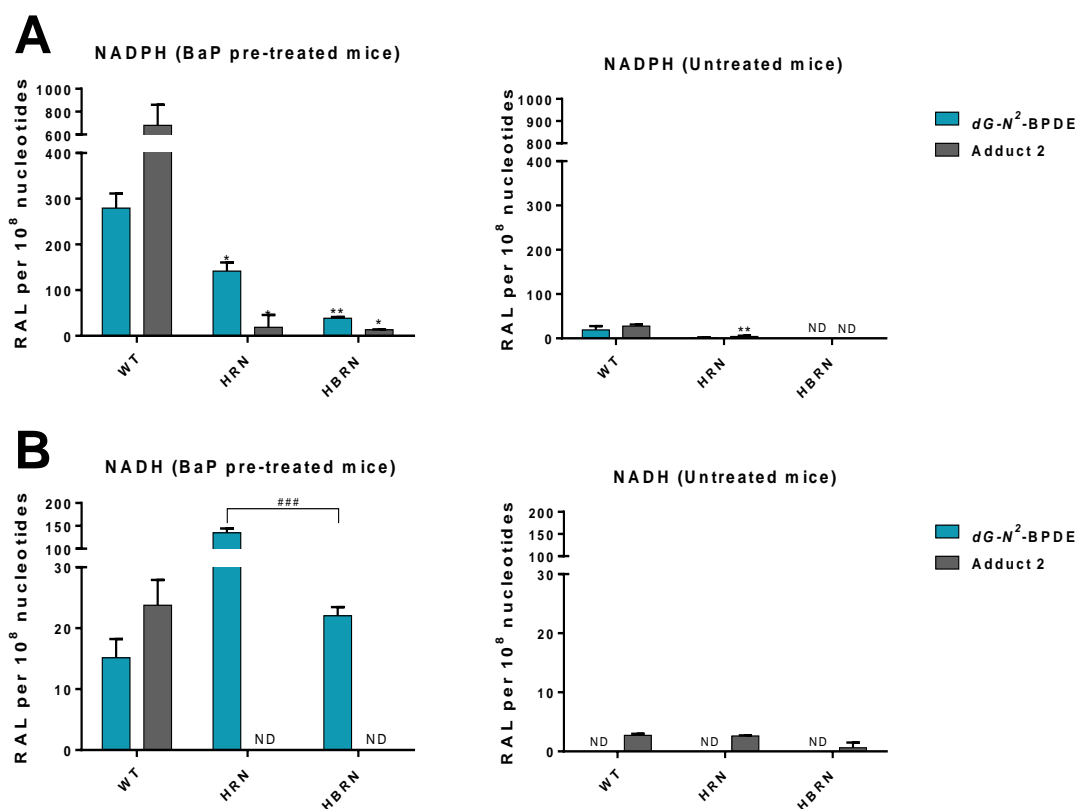 A
NADPH (BaP pre-treated mice)
RAL per 10⁸ nucleotides
1000
800
600
400
300
200
100
0
*
*
**
*
WT
HRN
HBRN
NADPH (Untreated mice)
RAL per 10⁸ nucleotides
1000
900
800
400
300
200
100
0
**
ND ND
WT
HRN
HBRN
dG-N²-BPDE
Adduct 2
B
NADH (BaP pre-treated mice)
RAL per 10⁸ nucleotides
200
150
100
30
20
10
0
###
ND
ND
WT
HRN
HBRN
NADH (Untreated mice)
RAL per 10⁸ nucleotides
200
150
100
30
20
10
0
ND
ND
ND
WT
HRN
HBRN
dG-N²-BPDE
Adduct 2